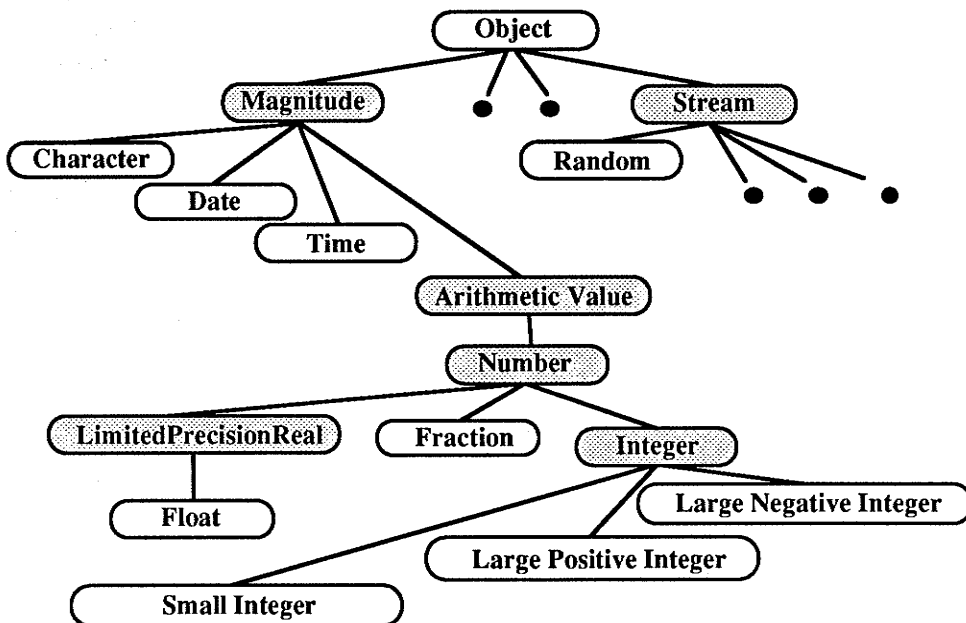 Object
Magnitude
Stream
Character
Random
Date
Time
Arithmetic Value
Number
LimitedPrecisionReal
Fraction
Integer
Large Negative Integer
Float
Large Positive Integer
Small Integer